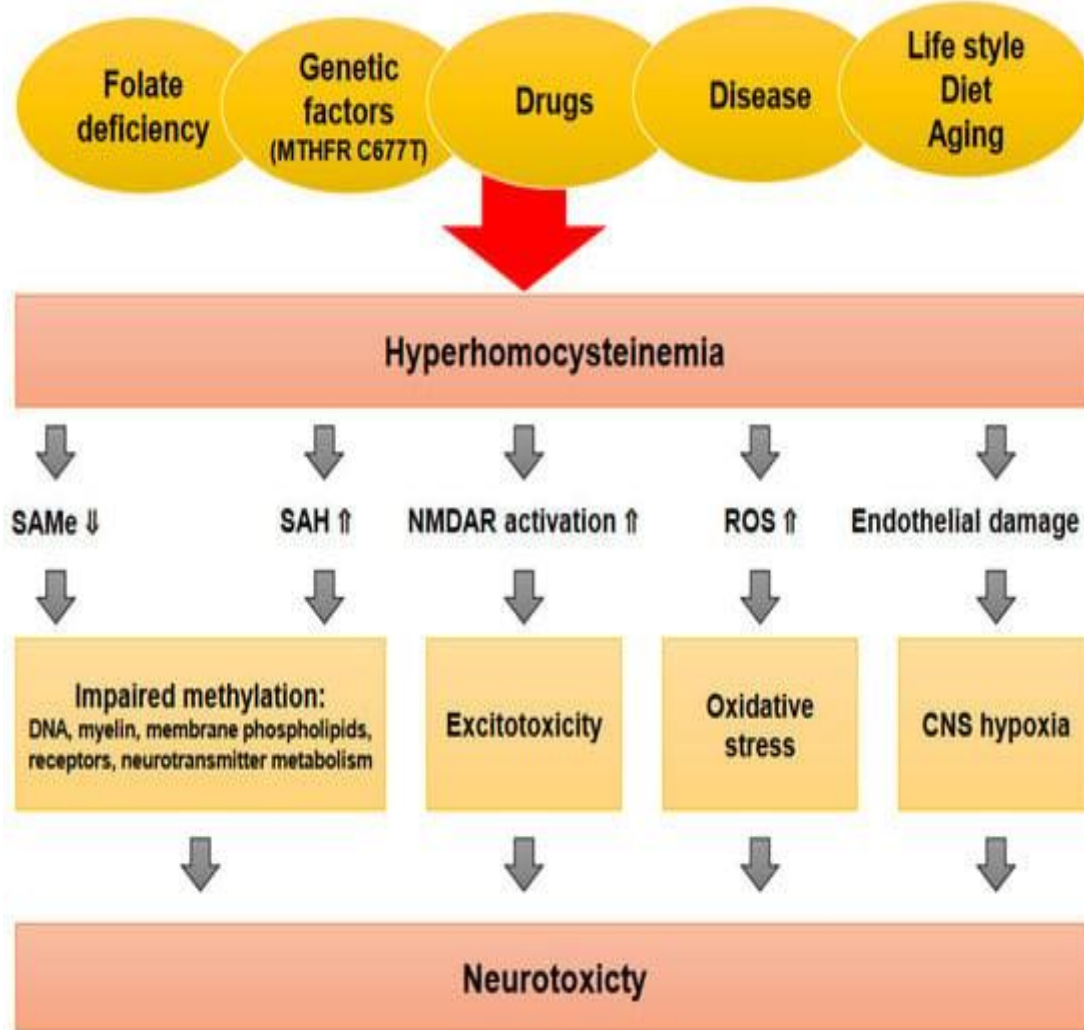 Folate
deficiency
Genetic
factors
(MTHFR C677T)
Drugs
Disease
Life style
Diet
Aging
Hyperhomocysteinemia
SAMe ⇓
SAH ⇑
NMDAR activation ⇑
ROS ⇑
Endothelial damage
Impaired methylation:
DNA, myelin, membrane phospholipids,
receptors, neurotransmitter metabolism
Excitotoxicity
Oxidative
stress
CNS hypoxia
Neurotoxicty